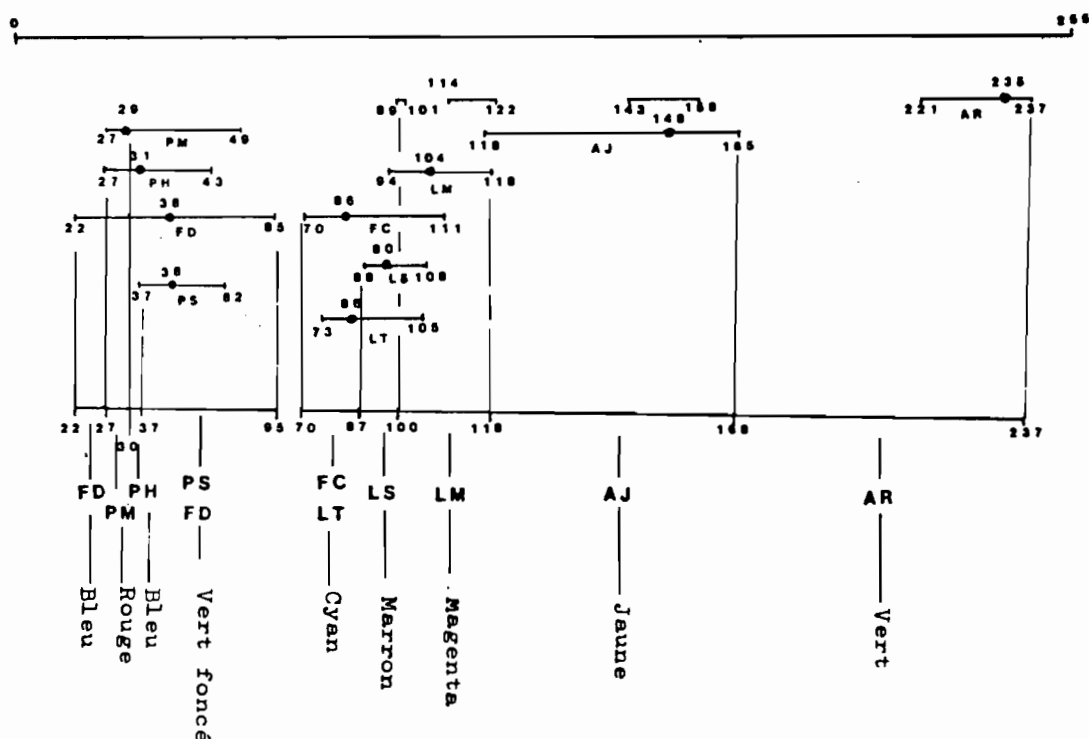 0 255
114
29 89 101 122 143 158 221 235 237
27 PM 49 118 148 AJ 165 AR
31 104
27 PH 43 94 LM 118
38 86
22 FD 85 70 FC 111
38 80
37 PS 62 88 LS 108
86
73 LT 105
22 27 37 95 70 87 100 118 168 237
30
FD PH PS FC LS LM AJ AR
PM FD LT
Bleu
Rouge
Bleu
Vert foncé
Cyan
Marron
Magenta
Jaune
Vert